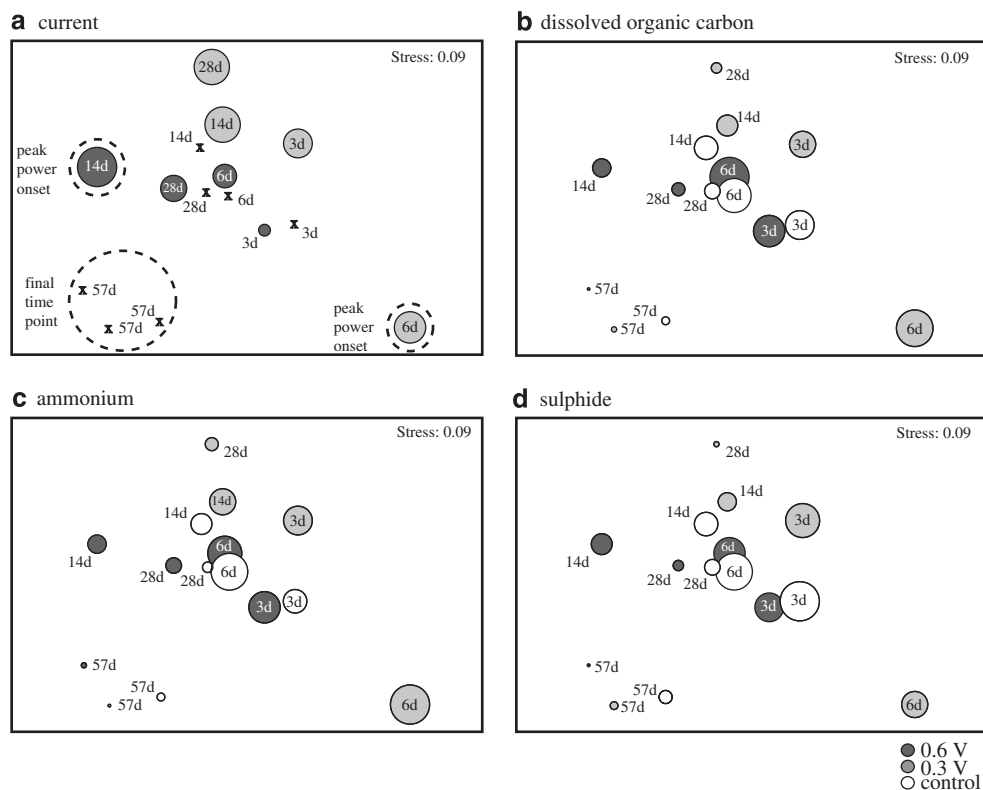 a current
Stress: 0.09
28d
14d
14d
3d
peak
power
onset
14d
6d
28d
28d
6d
3d
3d
final
time
point
57d
57d
57d
peak
power
onset
6d
b dissolved organic carbon
Stress: 0.09
28d
14d
14d
3d
14d
6d
28d
28d
6d
3d
3d
57d
57d
57d
6d
c ammonium
Stress: 0.09
28d
14d
14d
3d
6d
14d
28d
28d
6d
3d
3d
57d
57d
57d
6d
d sulphide
Stress: 0.09
28d
14d
14d
3d
6d
14d
28d
28d
6d
3d
3d
57d
57d
57d
6d
0.6 V
0.3 V
control